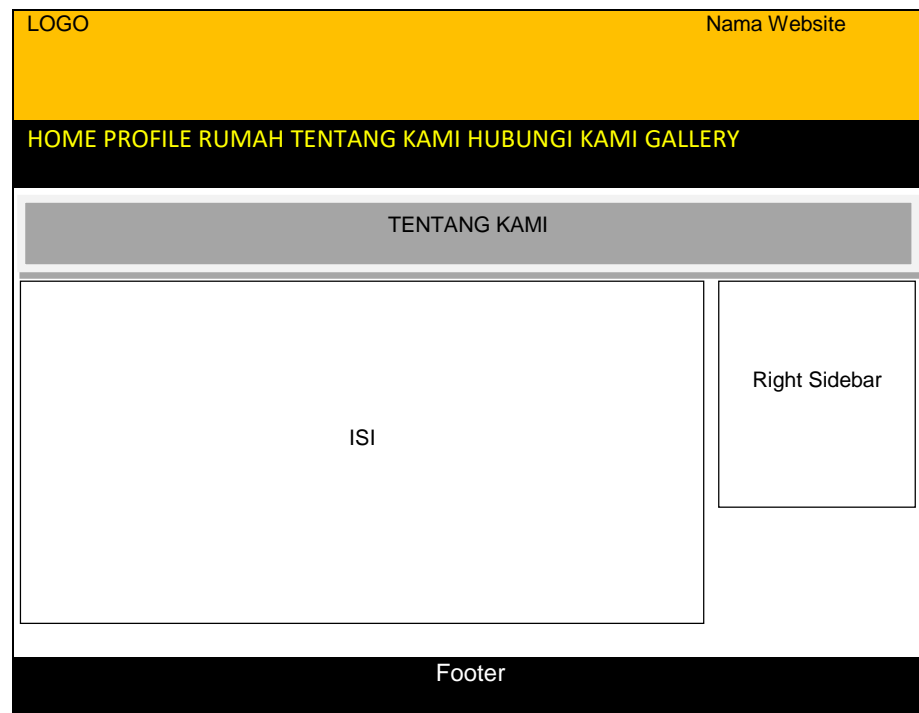 LOGO Nama Website
HOME PROFILE RUMAH TENTANG KAMI HUBUNGI KAMI GALLERY
TENTANG KAMI
Right Sidebar
ISI
Footer